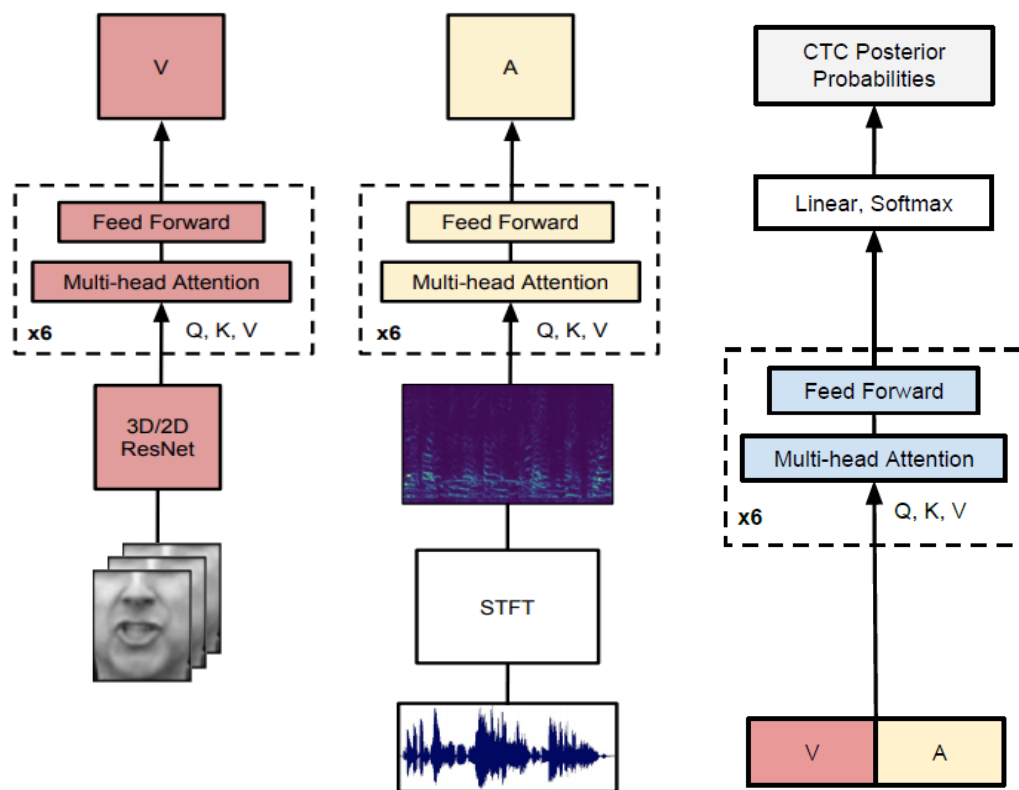 V
Feed Forward
Multi-head Attention
x6
Q, K, V
3D/2D
ResNet
A
Feed Forward
Multi-head Attention
x6
Q, K, V
STFT
CTC Posterior
Probabilities
Linear, Softmax
Feed Forward
Multi-head Attention
x6
Q, K, V
V
A